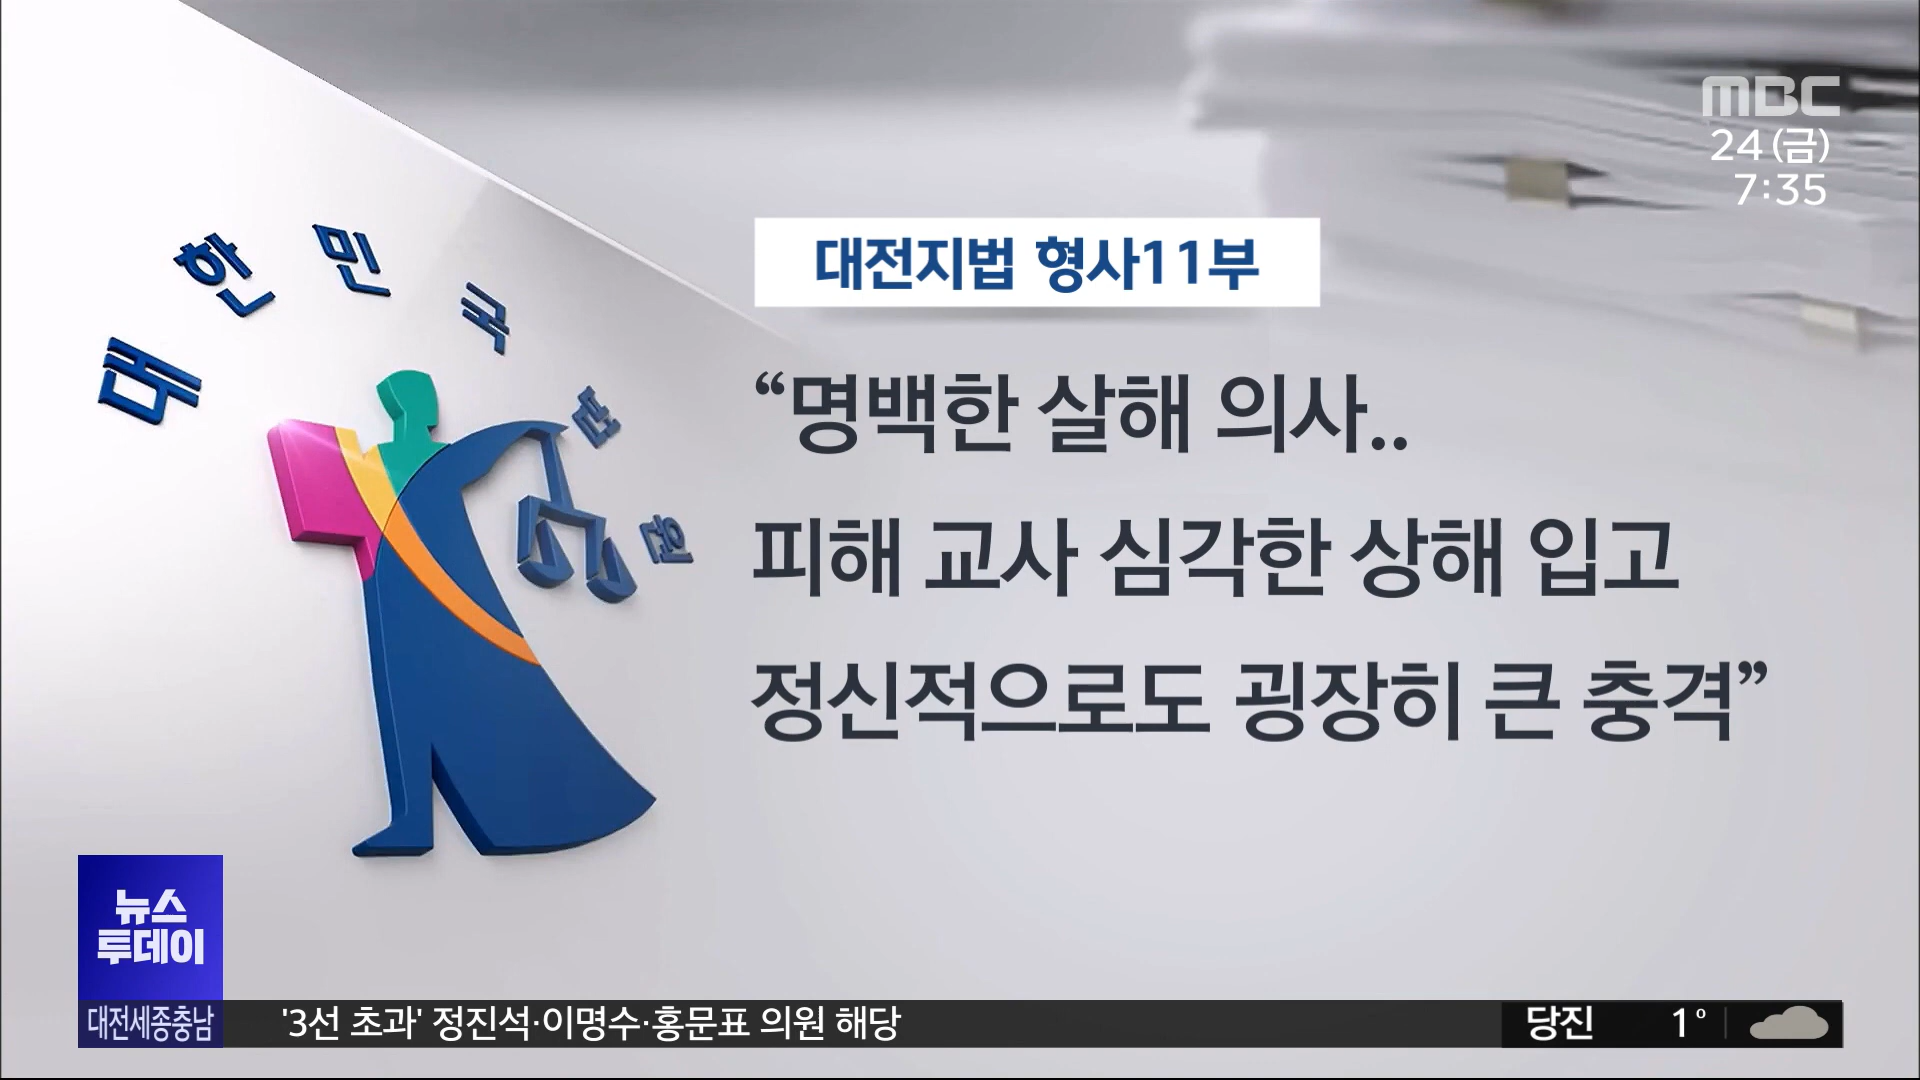 MBC
24(금)
7:35
대한민국법원
대전지법 형사11부
“명백한 살해 의사..
피해 교사 심각한 상해 입고
정신적으로도 굉장히 큰 충격”
뉴스
투데이
대전세종충남
'3선 초과' 정진석·이명수·홍문표 의원 해당
당진 1°